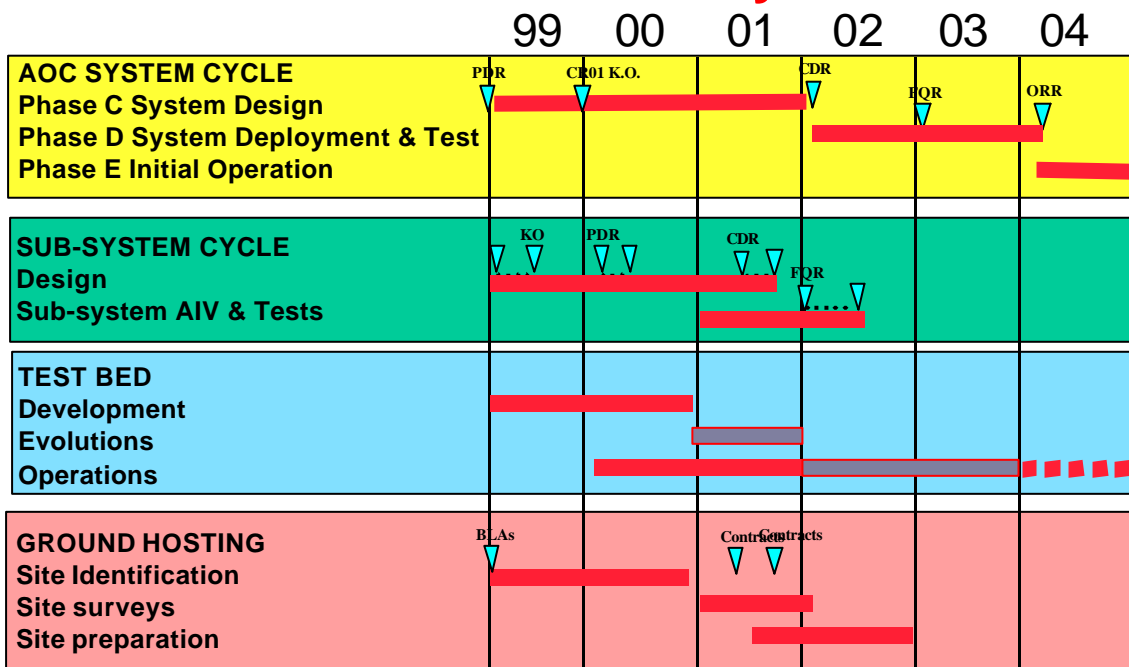 99 00 01 02 03 04
AOC SYSTEM CYCLE
PDR CR01 K.O. CDR
Phase C System Design
FQR ORR
Phase D System Deployment & Test
Phase E Initial Operation
SUB-SYSTEM CYCLE
KO PDR CDR
Design
FQR
Sub-system AIV & Tests
TEST BED
Development
Evolutions
Operations
GROUND HOSTING
BLAs Contracts Contracts
Site Identification
Site surveys
Site preparation